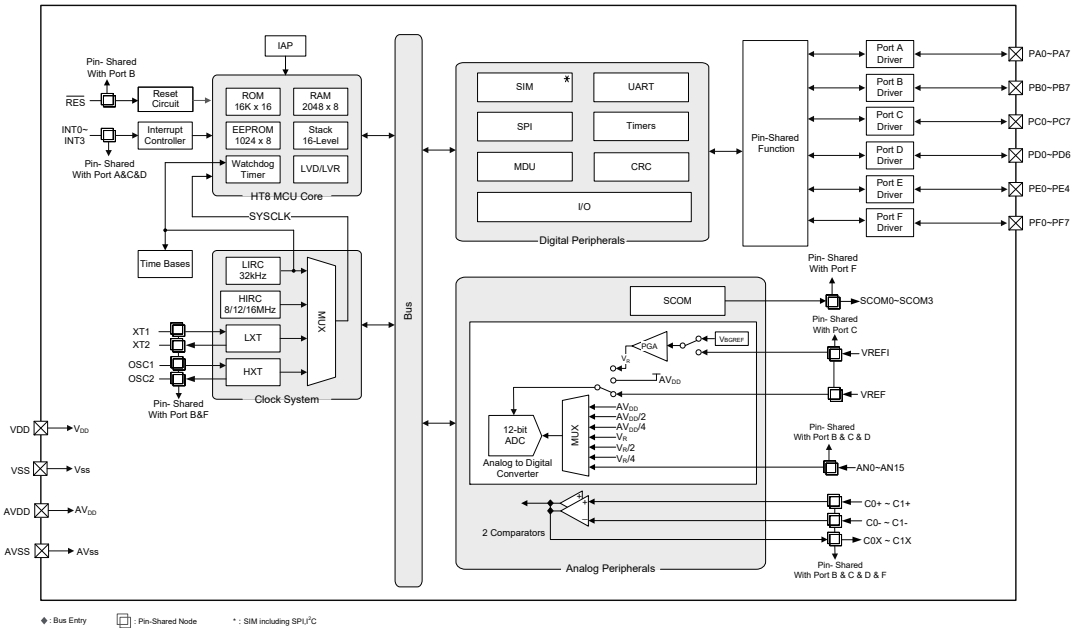 IAP
Pin- Shared
With Port B
RES
Reset
Circuit
INT0~
INT3
Interrupt
Controller
Pin- Shared
With Port A&C&D
ROM
16K x 16
RAM
2048 x 8
EEPROM
1024 x 8
Stack
16-Level
Watchdog
Timer
LVD/LVR
HT8 MCU Core
SYSCLK
Time Bases
LIRC
32kHz
HIRC
8/12/16MHz
LXT
HXT
MUX
Clock System
XT1
XT2
OSC1
OSC2
Pin- Shared
With Port B&F
VDD
VDD
VSS
Vss
AVDD
AVDD
AVSS
AVss
Bus
SIM
*
UART
SPI
Timers
MDU
CRC
I/O
Digital Peripherals
Pin-Shared
Function
Port A
Driver
PA0~PA7
Port B
Driver
PB0~PB7
Port C
Driver
PC0~PC7
Port D
Driver
PD0~PD6
Port E
Driver
PE0~PE4
Port F
Driver
PF0~PF7
Pin- Shared
With Port F
SCOM
SCOM0~SCOM3
Pin- Shared
With Port C
VBGREF
PGA
VR
AVDD
VREFI
VREF
12-bit
ADC
MUX
AVDD
AVDD/2
AVDD/4
VR
VR/2
VR/4
Analog to Digital
Converter
Pin- Shared
With Port B & C & D
AN0~AN15
+
+
−
2 Comparators
C0+ ~ C1+
C0- ~ C1-
C0X ~ C1X
Pin- Shared
With Port B & C & D & F
Analog Peripherals
: Bus Entry
: Pin-Shared Node
* : SIM including SPI,I²C